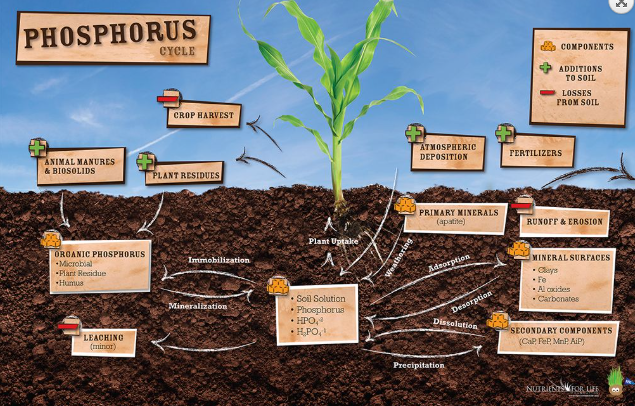 PHOSPHORUS
CYCLE
COMPONENTS
ADDITIONS
TO SOIL
LOSSES
FROM SOIL
CROP HARVEST
ANIMAL MANURES
& BIOSOLIDS
PLANT RESIDUES
ATMOSPHERIC
DEPOSITION
FERTILIZERS
PRIMARY MINERALS
(apatite)
RUNOFF & EROSION
Plant Uptake
Weathering
ORGANIC PHOSPHORUS
• Microbial
• Plant Residue
• Humus
Immobilization
Mineralization
• Soil Solution
• Phosphorus
• HPO₄⁻²
• H₂PO₄⁻¹
Adsorption
Desorption
MINERAL SURFACES
• Clays
• Fe
• Al oxides
• Carbonates
Dissolution
SECONDARY COMPONENTS
(CaP, FeP, MnP, AlP)
LEACHING
(minor)
Precipitation
NUTRIENTS FOR LIFE